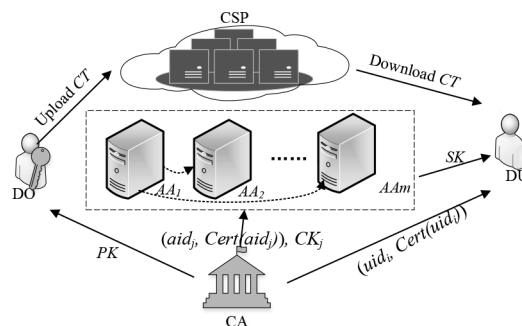 CSP
Upload CT
Download CT
DO
AA1
AA2
......
AAm
SK
DU
PK
(aidj, Cert(aidj)), CKj
(uidi, Cert(uidi))
CA